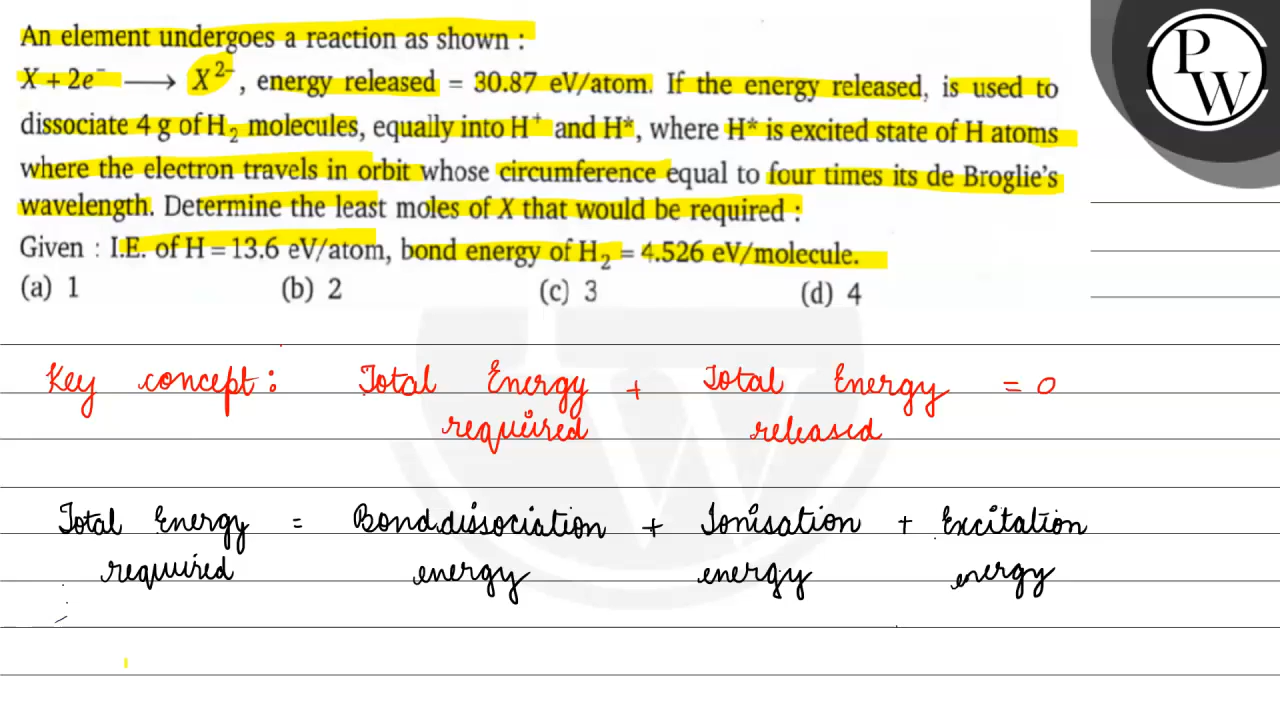 An element undergoes a reaction as shown :
X + 2e⁻ ⟶ X²⁻, energy released = 30.87 eV/atom. If the energy released, is used to
dissociate 4 g of H₂ molecules, equally into H⁺ and H*, where H* is excited state of H atoms
where the electron travels in orbit whose circumference equal to four times its de Broglie's
wavelength. Determine the least moles of X that would be required :
Given : I.E. of H = 13.6 eV/atom, bond energy of H₂ = 4.526 eV/molecule.
(a) 1 (b) 2 (c) 3 (d) 4
P
W
Key concept: Total Energy required + Total Energy released = 0
Total Energy required = Bond dissociation energy + Ionisation energy + Excitation energy